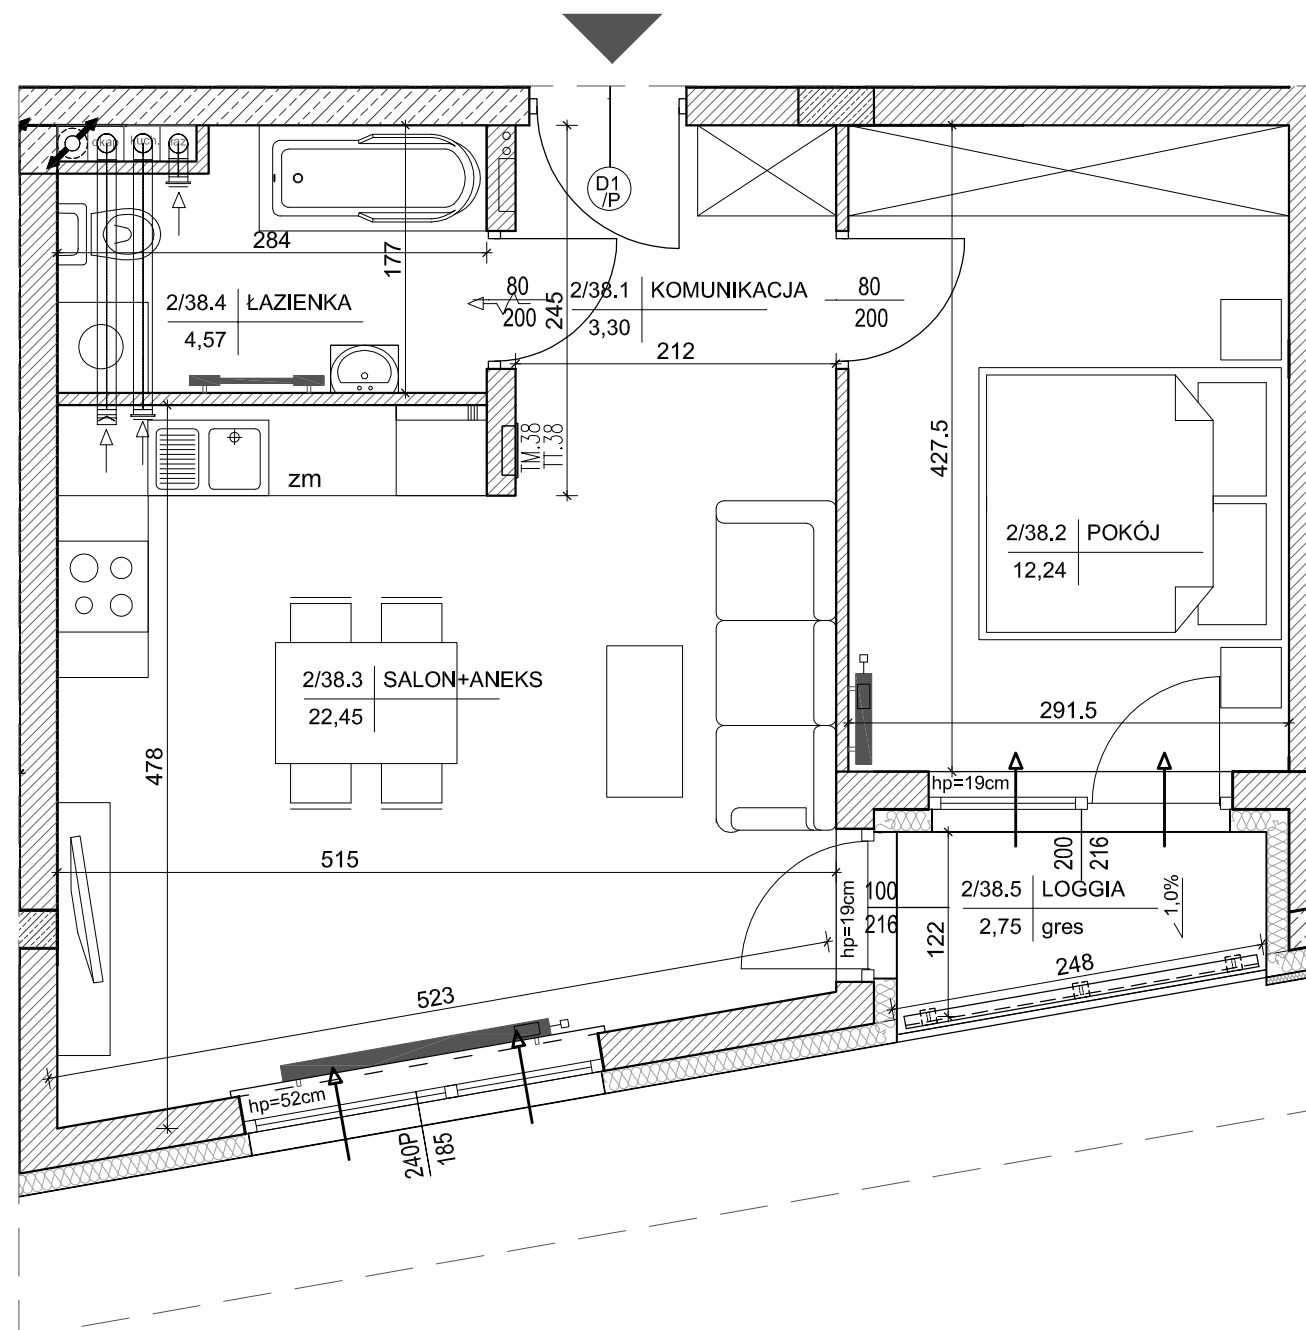 okap kuch. łaz.
D1
/P
284
177
2/38.4 ŁAZIENKA
4,57
80
200
245
2/38.1 KOMUNIKACJA
3,30
80
200
212
TM.38
TT.38
zm
427.5
2/38.2 POKÓJ
12,24
2/38.3 SALON+ANEKS
22,45
478
291.5
hp=19cm
515
200
216
100
216
hp=19cm
2/38.5 LOGGIA
2,75 gres
1,0%
122
248
523
hp=52cm
240P
185